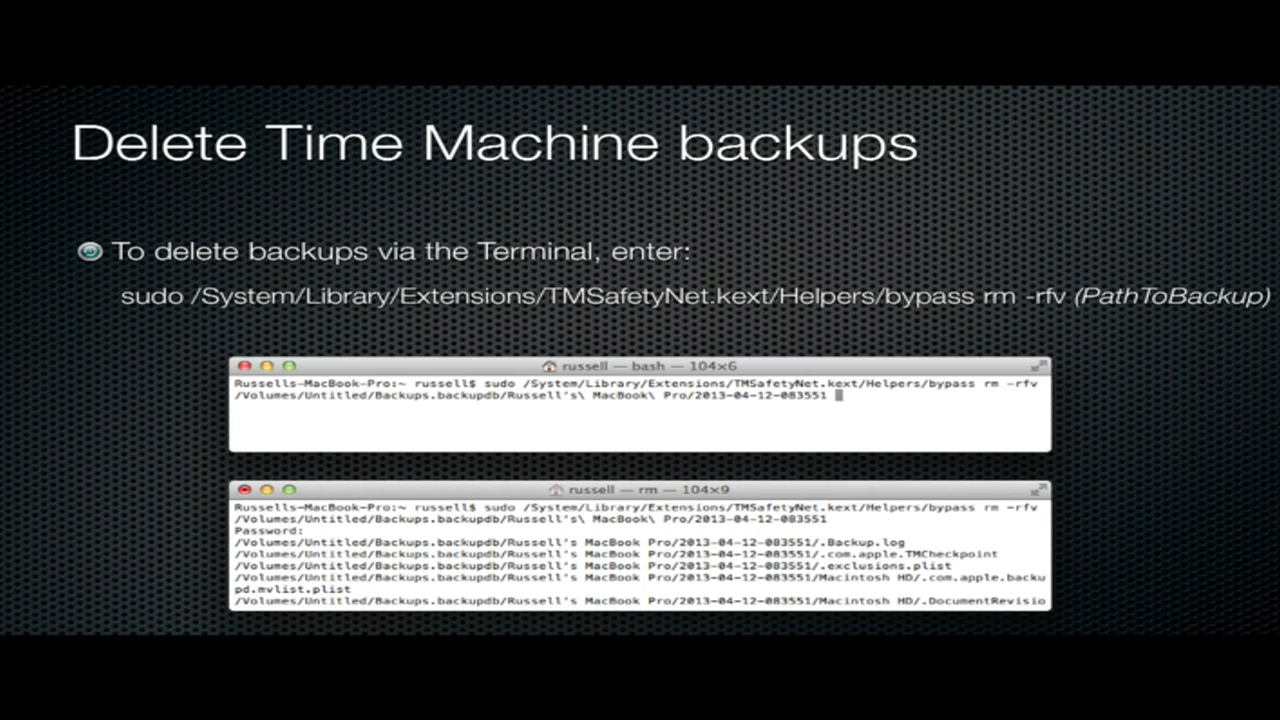 Delete Time Machine backups
To delete backups via the Terminal, enter:
sudo /System/Library/Extensions/TMSafetyNet.kext/Helpers/bypass rm -rfv (PathToBackup)
russell — bash — 104×6
Russells-MacBook-Pro:~ russell$ sudo /System/Library/Extensions/TMSafetyNet.kext/Helpers/bypass rm -rfv
/Volumes/Untitled/Backups.backupdb/Russell’s\ MacBook\ Pro/2013-04-12-083551
russell — rm — 104×9
Russells-MacBook-Pro:~ russell$ sudo /System/Library/Extensions/TMSafetyNet.kext/Helpers/bypass rm -rfv
/Volumes/Untitled/Backups.backupdb/Russell’s\ MacBook\ Pro/2013-04-12-083551
Password:
/Volumes/Untitled/Backups.backupdb/Russell’s MacBook Pro/2013-04-12-083551/.Backup.log
/Volumes/Untitled/Backups.backupdb/Russell’s MacBook Pro/2013-04-12-083551/.com.apple.TMCheckpoint
/Volumes/Untitled/Backups.backupdb/Russell’s MacBook Pro/2013-04-12-083551/.exclusions.plist
/Volumes/Untitled/Backups.backupdb/Russell’s MacBook Pro/2013-04-12-083551/Macintosh HD/.com.apple.backu
pd.mvlist.plist
/Volumes/Untitled/Backups.backupdb/Russell’s MacBook Pro/2013-04-12-083551/Macintosh HD/.DocumentRevisio